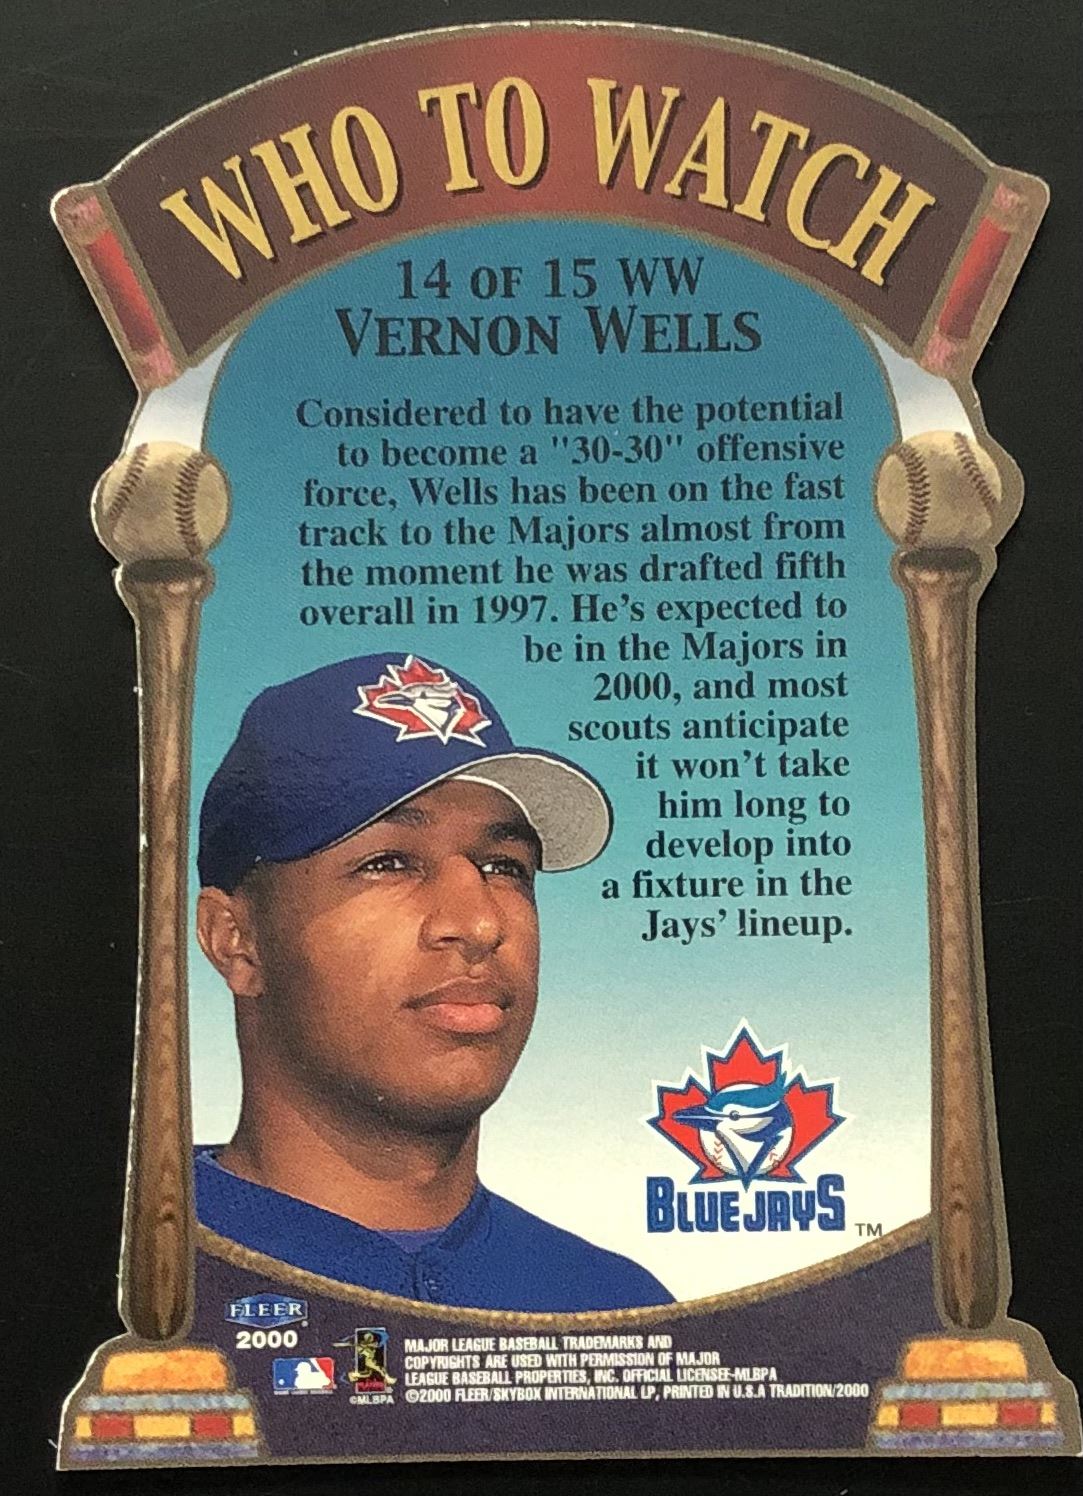 WHO TO WATCH
14 OF 15 WW
VERNON WELLS
Considered to have the potential
to become a "30-30" offensive
force, Wells has been on the fast
track to the Majors almost from
the moment he was drafted fifth
overall in 1997. He's expected to
be in the Majors in
2000, and most
scouts anticipate
it won't take
him long to
develop into
a fixture in the
Jays' lineup.
BLUE JAYS TM
FLEER
2000
©MLBPA
MAJOR LEAGUE BASEBALL TRADEMARKS AND
COPYRIGHTS ARE USED WITH PERMISSION OF MAJOR
LEAGUE BASEBALL PROPERTIES, INC. OFFICIAL LICENSEE-MLBPA
©2000 FLEER/SKYBOX INTERNATIONAL LP, PRINTED IN U.S.A TRADITION/2000